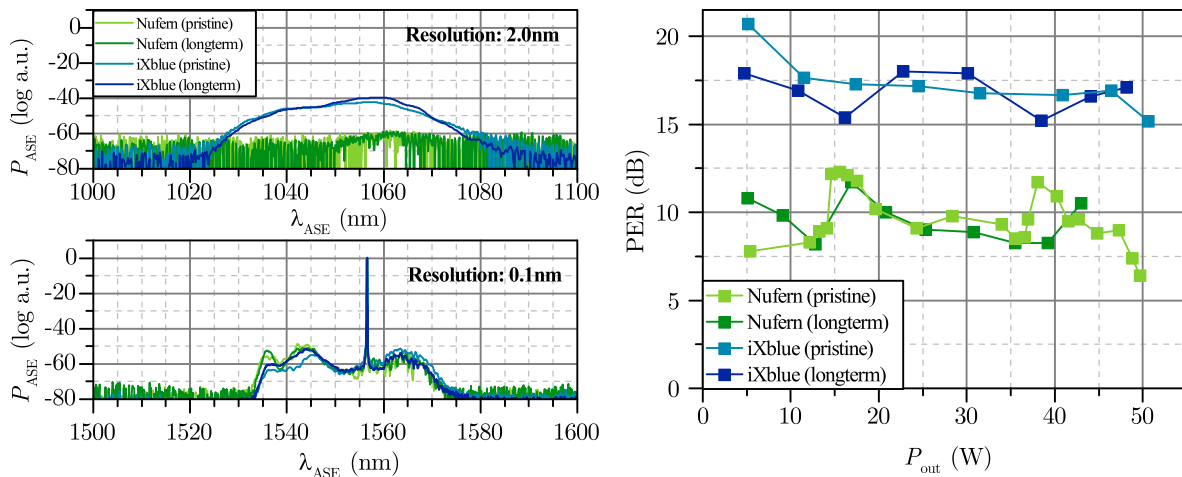 0
-20
-40
-60
-80
P_ASE (log a.u.)
Nufern (pristine)
Nufern (longterm)
iXblue (pristine)
iXblue (longterm)
Resolution: 2.0nm
1000 1020 1040 1060 1080 1100
λ_ASE (nm)
0
-20
-40
-60
-80
P_ASE (log a.u.)
Resolution: 0.1nm
1500 1520 1540 1560 1580 1600
λ_ASE (nm)
20
15
10
5
0
PER (dB)
Nufern (pristine)
Nufern (longterm)
iXblue (pristine)
iXblue (longterm)
0 10 20 30 40 50
P_out (W)